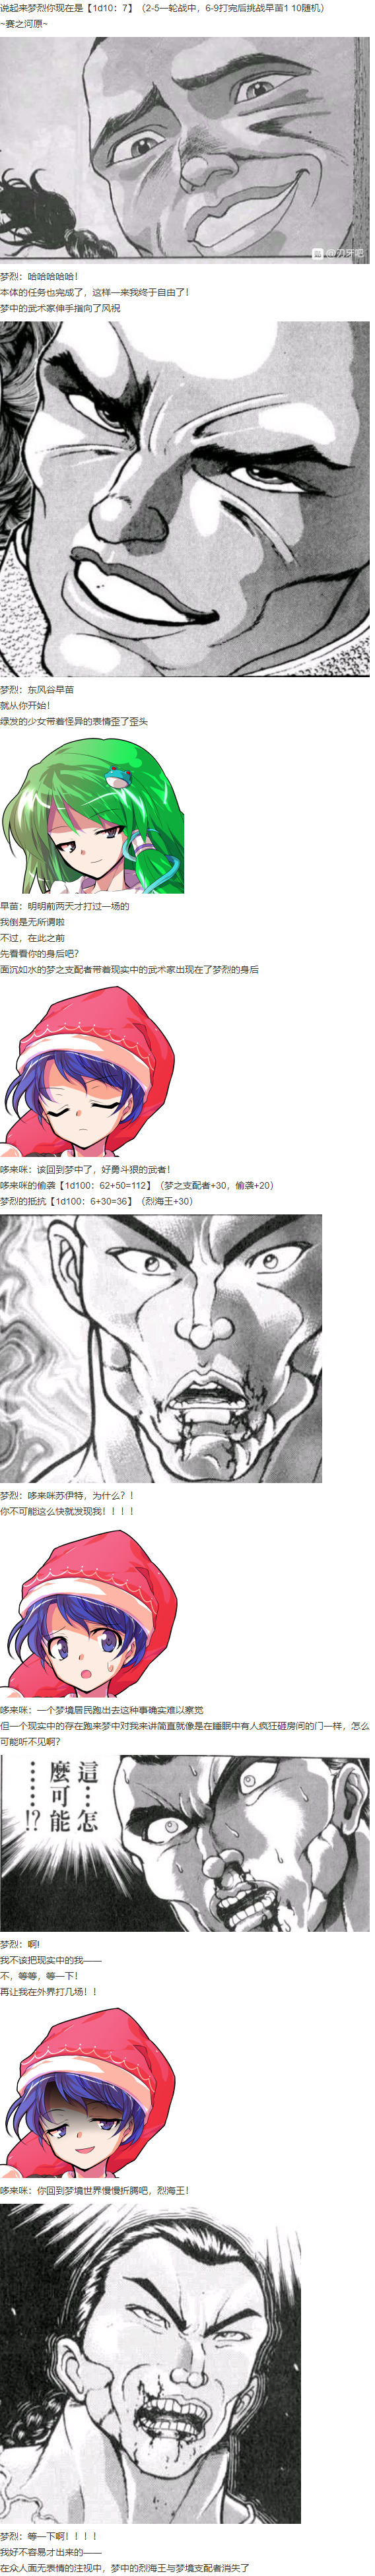 说起来梦烈你现在是【1d10：7】（2-5一轮战中，6-9打完后挑战早苗1 10随机）
~赛之河原~
@刃牙吧
梦烈：哈哈哈哈哈！
本体的任务也完成了，这样一来我终于自由了！
梦中的武术家伸手指向了风祝
梦烈：东风谷早苗
就从你开始！
绿发的少女带着怪异的表情歪了歪头
早苗：明明前两天才打过一场的
我倒是无所谓啦
不过，在此之前
先看看你的身后吧？
面沉如水的梦之支配者带着现实中的武术家出现在了梦烈的身后
哆来咪：该回到梦中了，好勇斗狠的武者！
哆来咪的偷袭【1d100：62+50=112】（梦之支配者+30，偷袭+20）
梦烈的抵抗【1d100：6+30=36】（烈海王+30）
梦烈：哆来咪苏伊特，为什么？！
你不可能这么快就发现我！！！！
哆来咪：一个梦境居民跑出去这种事确实难以察觉
但一个现实中的存在跑来梦中对我来讲简直就像是在睡眠中有人疯狂砸房间的门一样，怎么
可能听不见啊？
這…怎
麼可能
……!?
梦烈：啊!
我不该把现实中的我——
不，等等，等一下！
再让我在外界打几场！！
哆来咪：你回到梦境世界慢慢折腾吧，烈海王！
梦烈：等一下啊！！！！
我好不容易才出来的——
在众人面无表情的注视中，梦中的烈海王与梦境支配者消失了